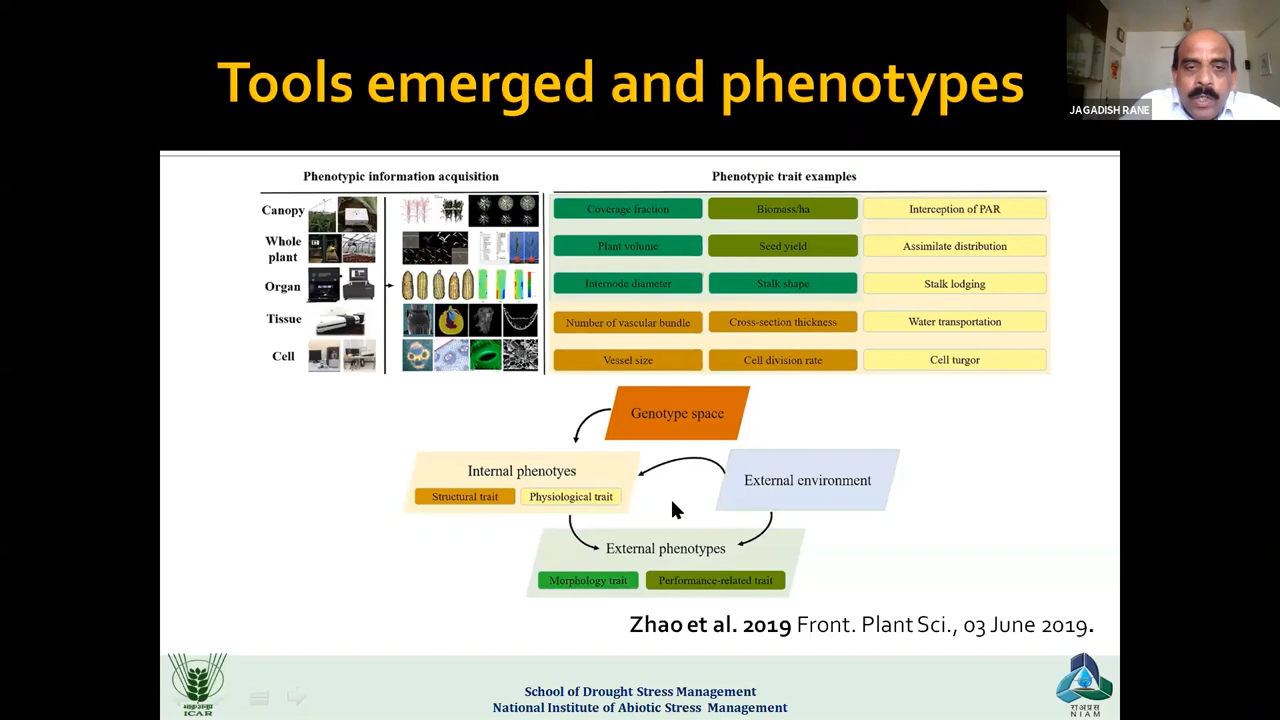 Tools emerged and phenotypes
JAGADISH RANE
Phenotypic information acquisition
Phenotypic trait examples
Canopy
Coverage fraction
Biomass/ha
Interception of PAR
Whole
plant
Plant volume
Seed yield
Assimilate distribution
Organ
Internode diameter
Stalk shape
Stalk lodging
Tissue
Number of vascular bundle
Cross-section thickness
Water transportation
Cell
Vessel size
Cell division rate
Cell turgor
Genotype space
Internal phenotyes
Structural trait
Physiological trait
External environment
External phenotypes
Morphology trait
Performance-related trait
Zhao et al. 2019 Front. Plant Sci., 03 June 2019.
School of Drought Stress Management
National Institute of Abiotic Stress Management
ICAR
NIAM